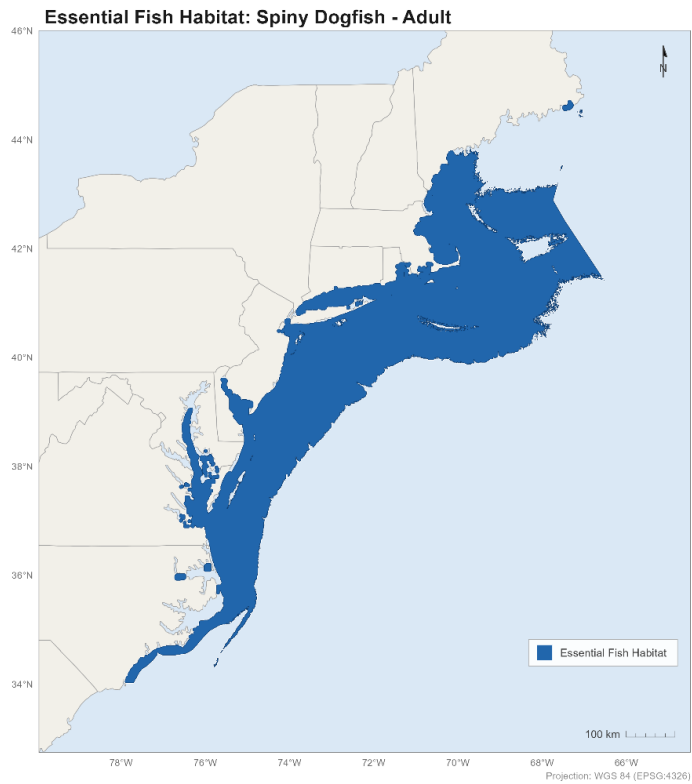 Essential Fish Habitat: Spiny Dogfish - Adult
46°N
N
44°N
42°N
40°N
38°N
36°N
Essential Fish Habitat
34°N
100 km
78°W 76°W 74°W 72°W 70°W 68°W 66°W
Projection: WGS 84 (EPSG:4326)